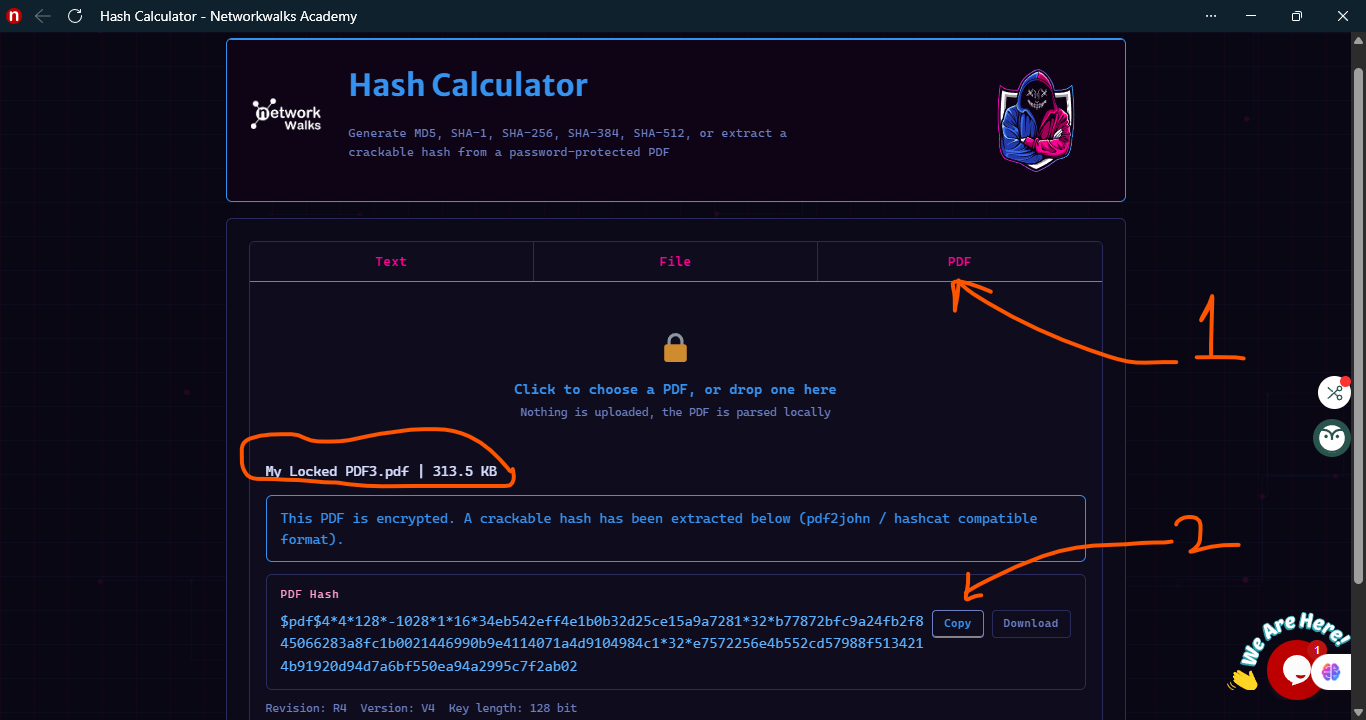 Hash Calculator - Networkwalks Academy
network
Walks
Hash Calculator
Generate MD5, SHA-1, SHA-256, SHA-384, SHA-512, or extract a
crackable hash from a password-protected PDF
Text
File
PDF
1
Click to choose a PDF, or drop one here
Nothing is uploaded, the PDF is parsed locally
My Locked PDF3.pdf | 313.5 KB
This PDF is encrypted. A crackable hash has been extracted below (pdf2john / hashcat compatible
format).
2
PDF Hash
$pdf$4*4*128*-1028*1*16*34eb542eff4e1b0b32d25ce15a9a7281*32*b77872bfc9a24fb2f8
45066283a8fc1b0021446990b9e4114071a4d9104984c1*32*e7572256e4b552cd57988f513421
4b91920d94d7a6bf550ea94a2995c7f2ab02
Copy
Download
Revision: R4 Version: V4 Key length: 128 bit
We Are Here!
1